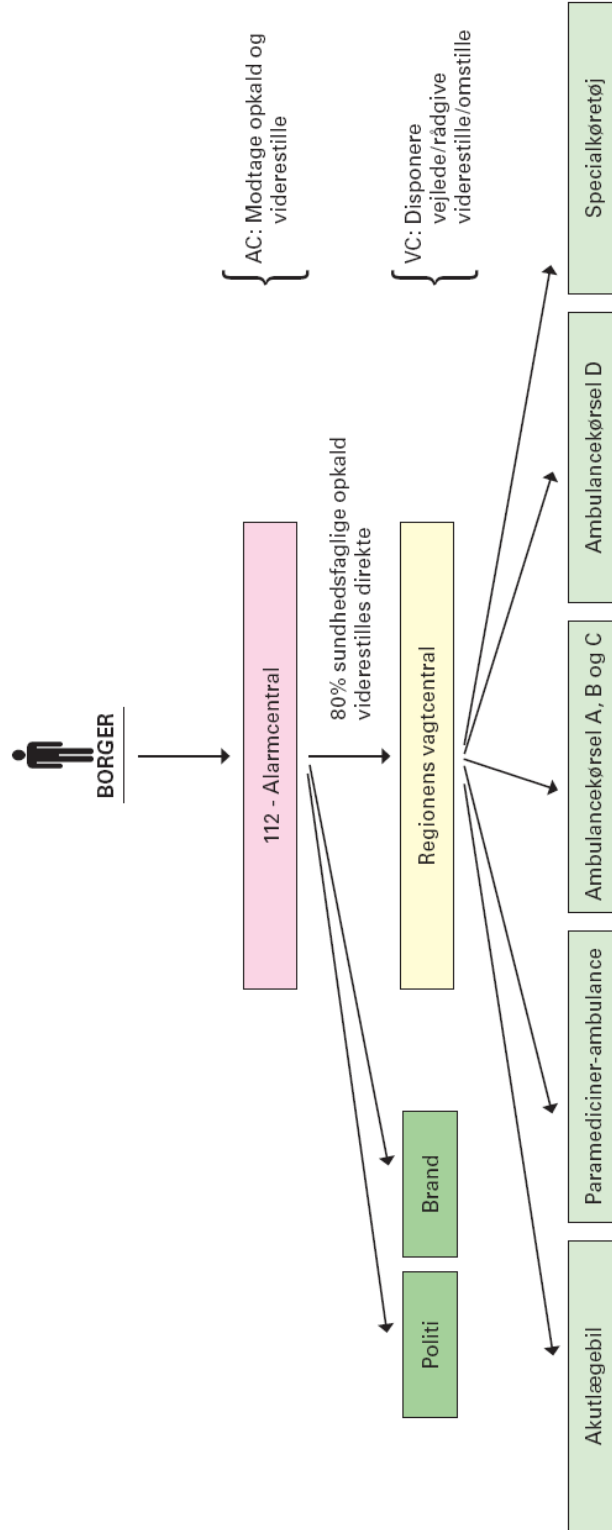 BORGER
112 - Alarmcentral
AC: Modtage opkald og
viderestille
80% sundhedsfaglige opkald
viderestilles direkte
Politi
Brand
Regionens vagtcentral
VC: Disponere
vejlede/rådgive
viderestille/omstille
Akutlægebil
Paramediciner-ambulance
Ambulancekørsel A, B og C
Ambulancekørsel D
Specialkøretøj